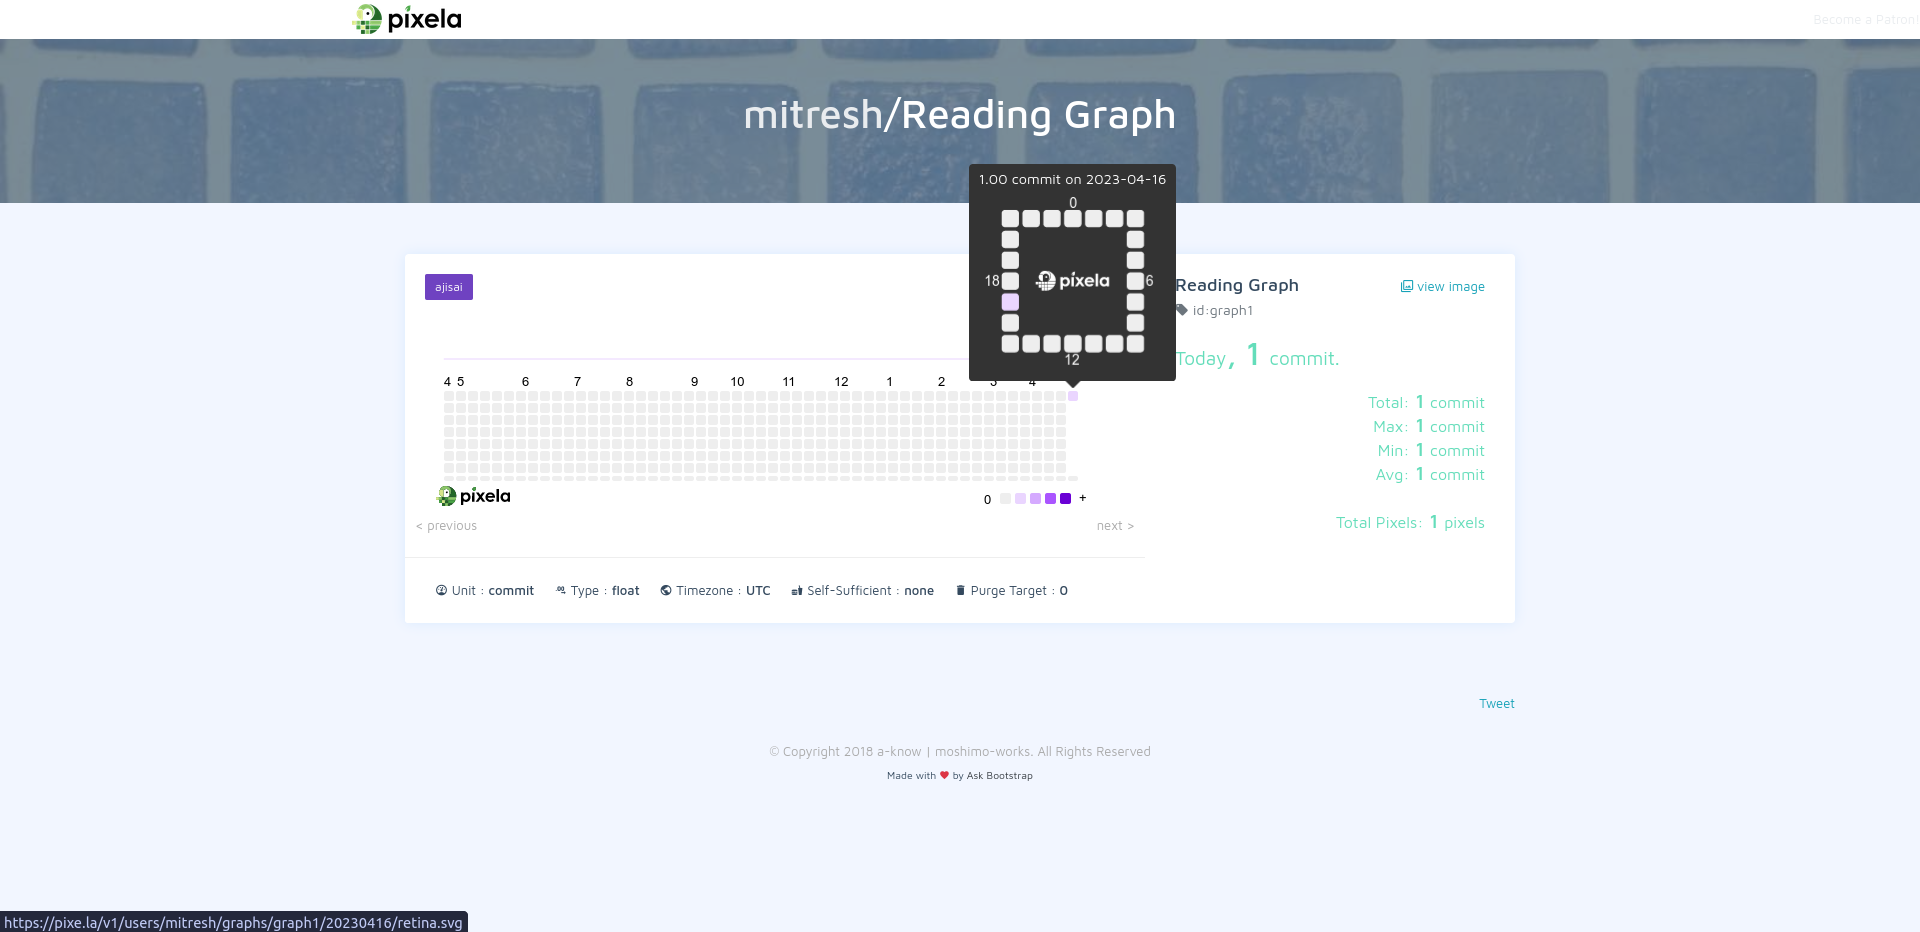 pixela
Become a Patron!
mitresh/Reading Graph
1.00 commit on 2023-04-16
0
18 pixela 6
12
ajisai
4 5 6 7 8 9 10 11 12 1 2 3 4
pixela
0 +
< previous next >
Unit : commit Type : float Timezone : UTC Self-Sufficient : none Purge Target : 0
Reading Graph view image
id:graph1
Today, 1 commit.
Total: 1 commit
Max: 1 commit
Min: 1 commit
Avg: 1 commit
Total Pixels: 1 pixels
Tweet
© Copyright 2018 a-know | moshimo-works. All Rights Reserved
Made with ♥ by Ask Bootstrap
https://pixe.la/v1/users/mitresh/graphs/graph1/20230416/retina.svg